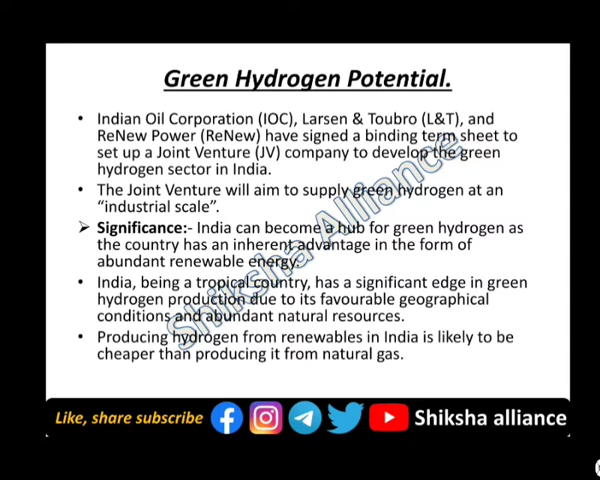 Green Hydrogen Potential.
• Indian Oil Corporation (IOC), Larsen & Toubro (L&T), and
ReNew Power (ReNew) have signed a binding term sheet to
set up a Joint Venture (JV) company to develop the green
hydrogen sector in India.
• The Joint Venture will aim to supply green hydrogen at an
“industrial scale”.
➢ Significance:- India can become a hub for green hydrogen as
the country has an inherent advantage in the form of
abundant renewable energy.
• India, being a tropical country, has a significant edge in green
hydrogen production due to its favourable geographical
conditions and abundant natural resources.
• Producing hydrogen from renewables in India is likely to be
cheaper than producing it from natural gas.
Shiksha Alliance
Like, share subscribe Shiksha alliance